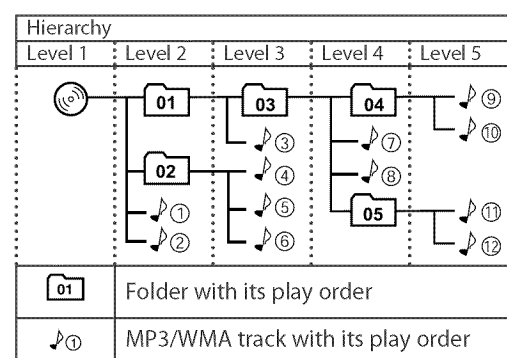 Hierarchy
Level 1 Level 2 Level 3 Level 4 Level 5
01 03 04 ⑨
⑩
③ ⑦
02 ④ ⑧
① ⑤ 05 ⑪
② ⑥ ⑫
01 Folder with its play order
① MP3/WMA track with its play order